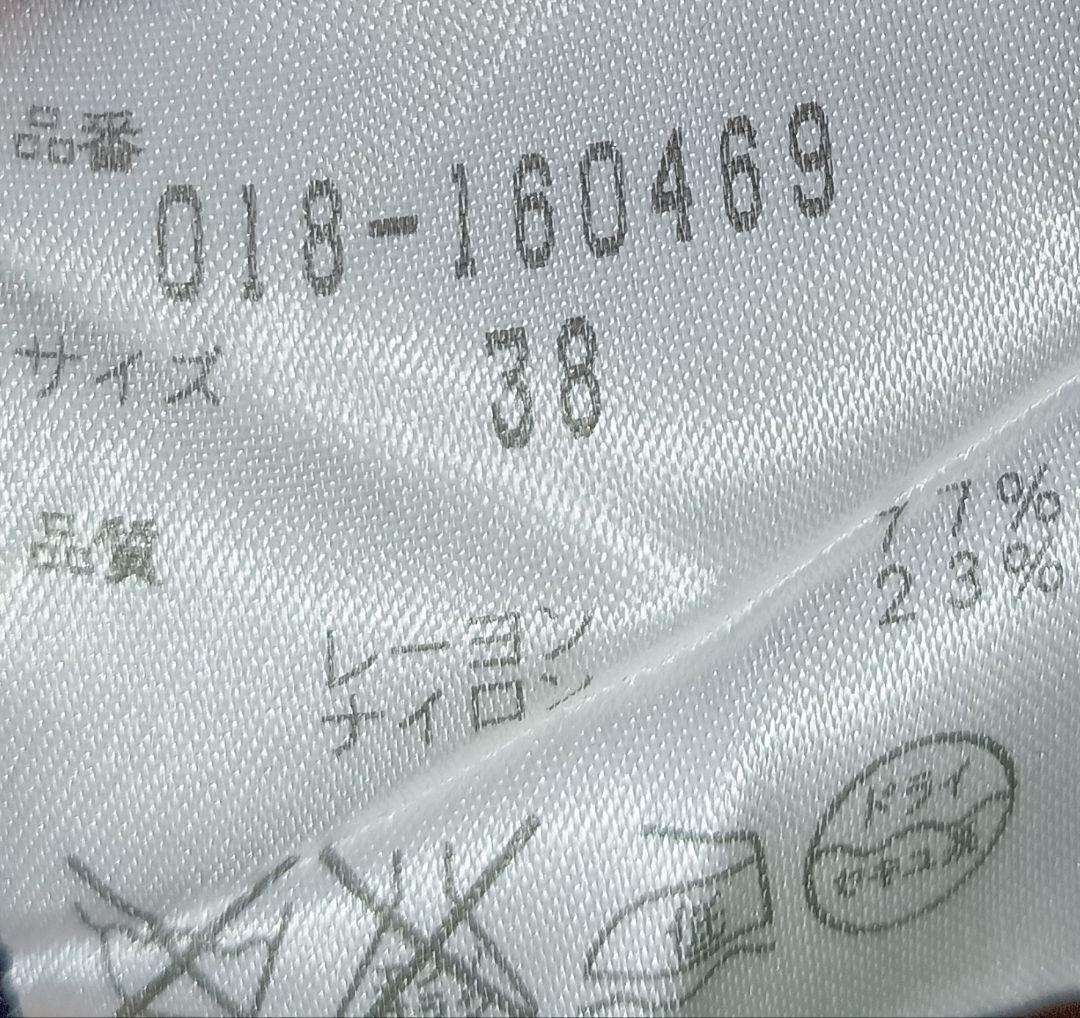 品番
018-160469
サイズ 38
品質
レーヨン 77%
ナイロン 23%
ドライ
セキユ系